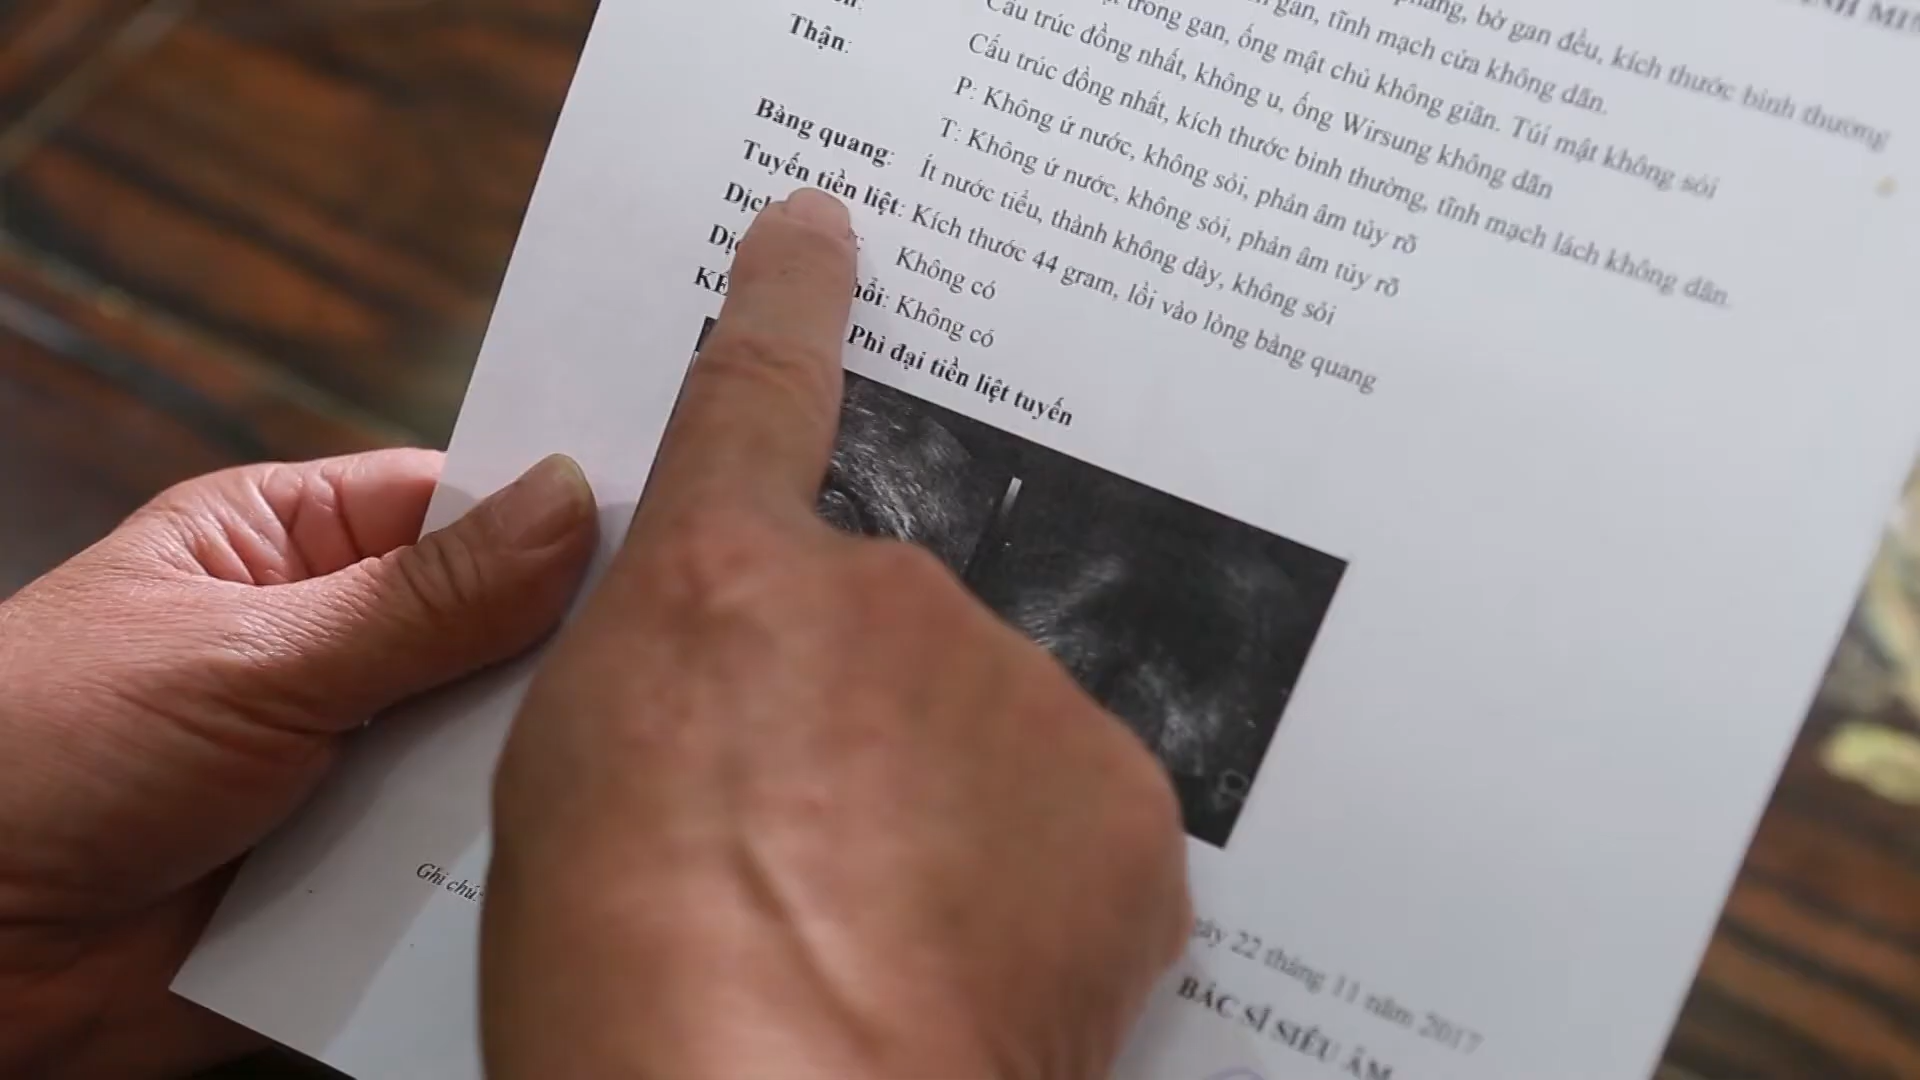 phẳng, bờ gan đều, kích thước bình thường
gan, tĩnh mạch cửa không dãn.
trong gan, ống mật chủ không giãn. Túi mật không sỏi
Cấu trúc đồng nhất, không u, ống Wirsung không dãn
Cấu trúc đồng nhất, kích thước bình thường, tĩnh mạch lách không dãn.
Thận: P: Không ứ nước, không sỏi, phản âm tủy rõ
T: Không ứ nước, không sỏi, phản âm tủy rõ
Bàng quang: Ít nước tiểu, thành không dày, không sỏi
Tuyến tiền liệt: Kích thước 44 gram, lồi vào lòng bàng quang
Không có
Không có
Phì đại tiền liệt tuyến
Ghi chú:
22 tháng 11 năm 2017
BÁC SĨ SIÊU ÂM